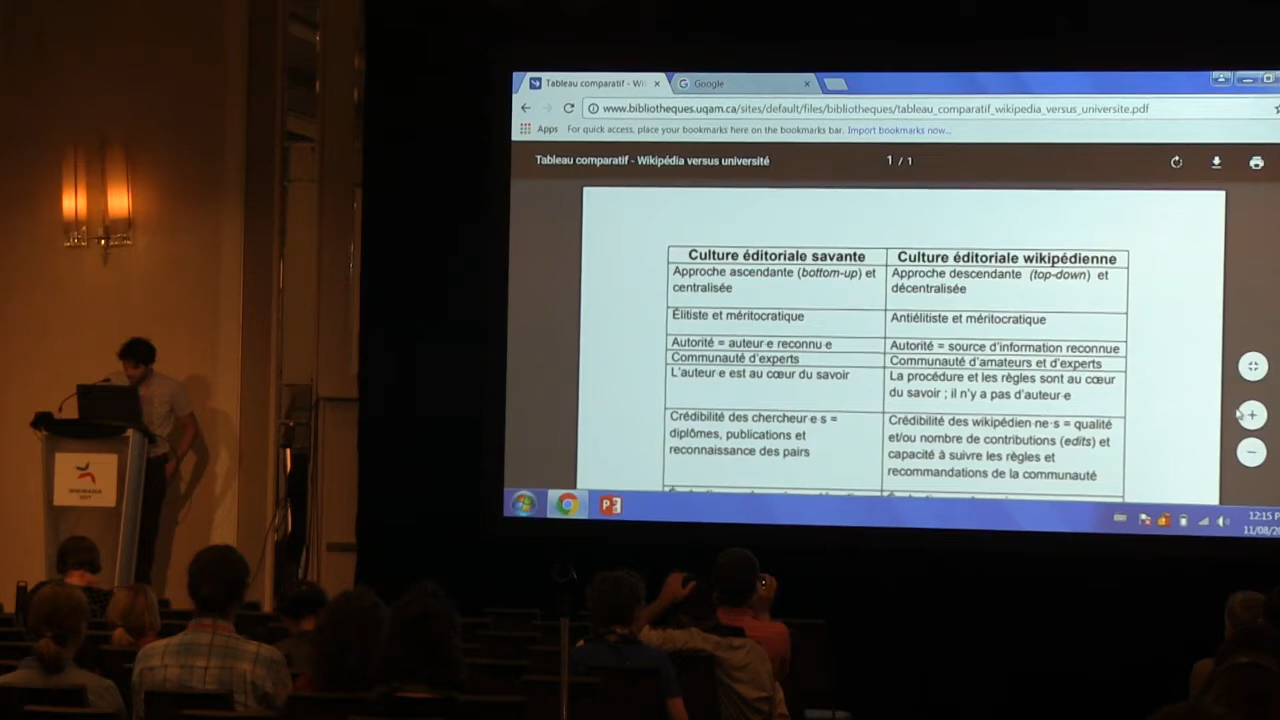 Tableau comparatif - Wi
Google
www.bibliotheques.uqam.ca/sites/default/files/bibliotheques/tableau_comparatif_wikipedia_versus_universite.pdf
Apps For quick access, place your bookmarks here on the bookmarks bar. Import bookmarks now...
Tableau comparatif - Wikipédia versus université
1 / 1
Culture éditoriale savante
Culture éditoriale wikipédienne
Approche ascendante (bottom-up) et
centralisée
Approche descendante (top-down) et
décentralisée
Élitiste et méritocratique
Antiélitiste et méritocratique
Autorité = auteur·e reconnu·e
Autorité = source d'information reconnue
Communauté d'experts
Communauté d'amateurs et d'experts
L'auteur·e est au cœur du savoir
La procédure et les règles sont au cœur
du savoir ; il n'y a pas d'auteur·e
Crédibilité des chercheur·e·s =
diplômes, publications et
reconnaissance des pairs
Crédibilité des wikipédien·ne·s = qualité
et/ou nombre de contributions (edits) et
capacité à suivre les règles et
recommandations de la communauté
12:15 P
11/08/20
WIKIMANIA
2017